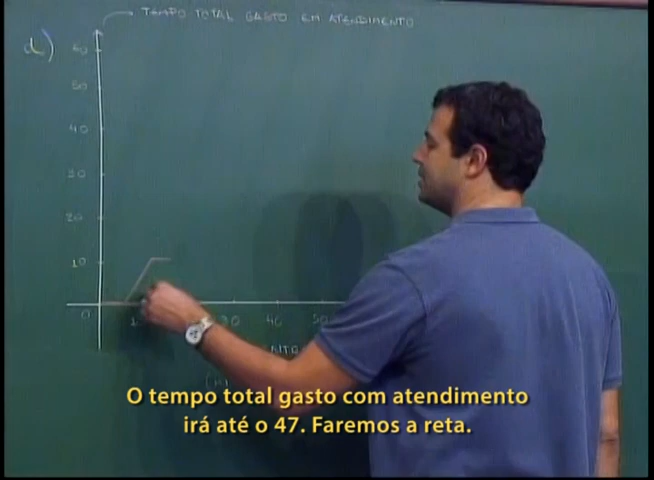 TEMPO TOTAL GASTO EM ATENDIMENTO
d)
60
50
40
30
20
10
0 30 40 50
(h)
O tempo total gasto com atendimento
irá até o 47. Faremos a reta.